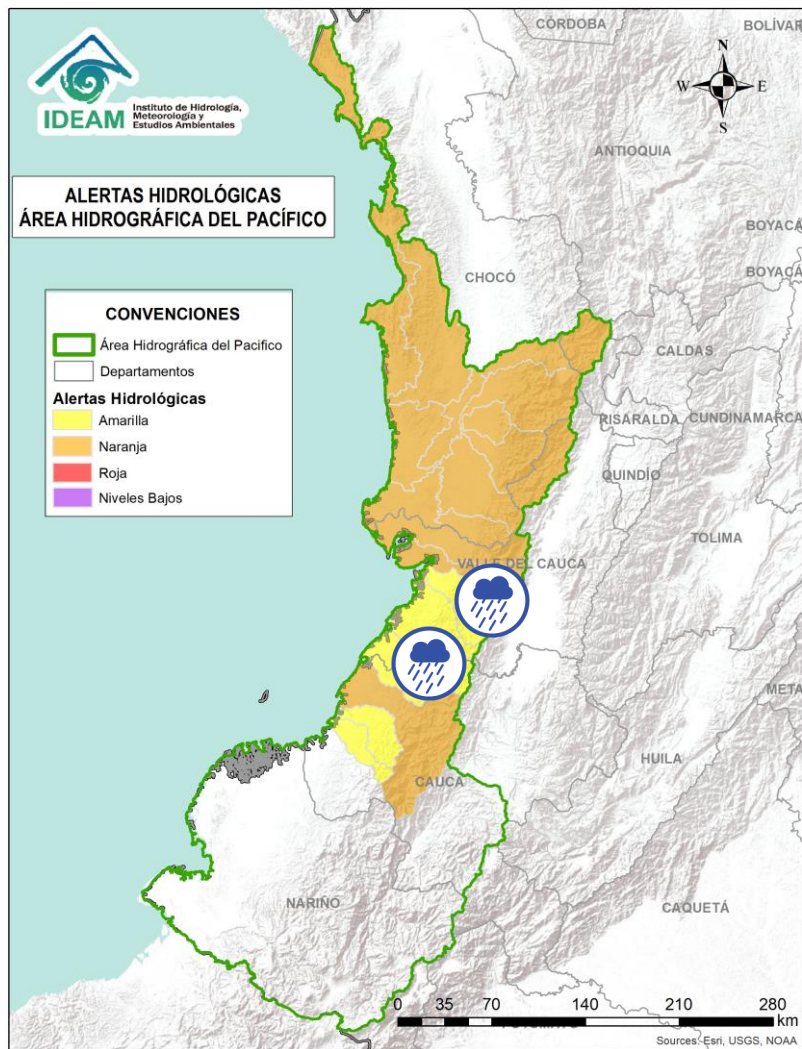 IDEAM
Instituto de Hidrología,
Meteorología y
Estudios Ambientales
ALERTAS HIDROLÓGICAS
ÁREA HIDROGRÁFICA DEL PACÍFICO
CONVENCIONES
Área Hidrográfica del Pacifico
Departamentos
Alertas Hidrológicas
Amarilla
Naranja
Roja
Niveles Bajos
CÓRDOBA
BOLÍVAR
N
W E
S
ANTIOQUIA
BOYACÁ
BOYACÁ
CHOCÓ
CALDAS
RISARALDA
CUNDINAMARCA
QUINDÍO
TOLIMA
VALLE DEL CAUCA
META
HUILA
CAUCA
NARIÑO
CAQUETÁ
0 35 70 140 210 280
km
Sources: Esri, USGS, NOAA